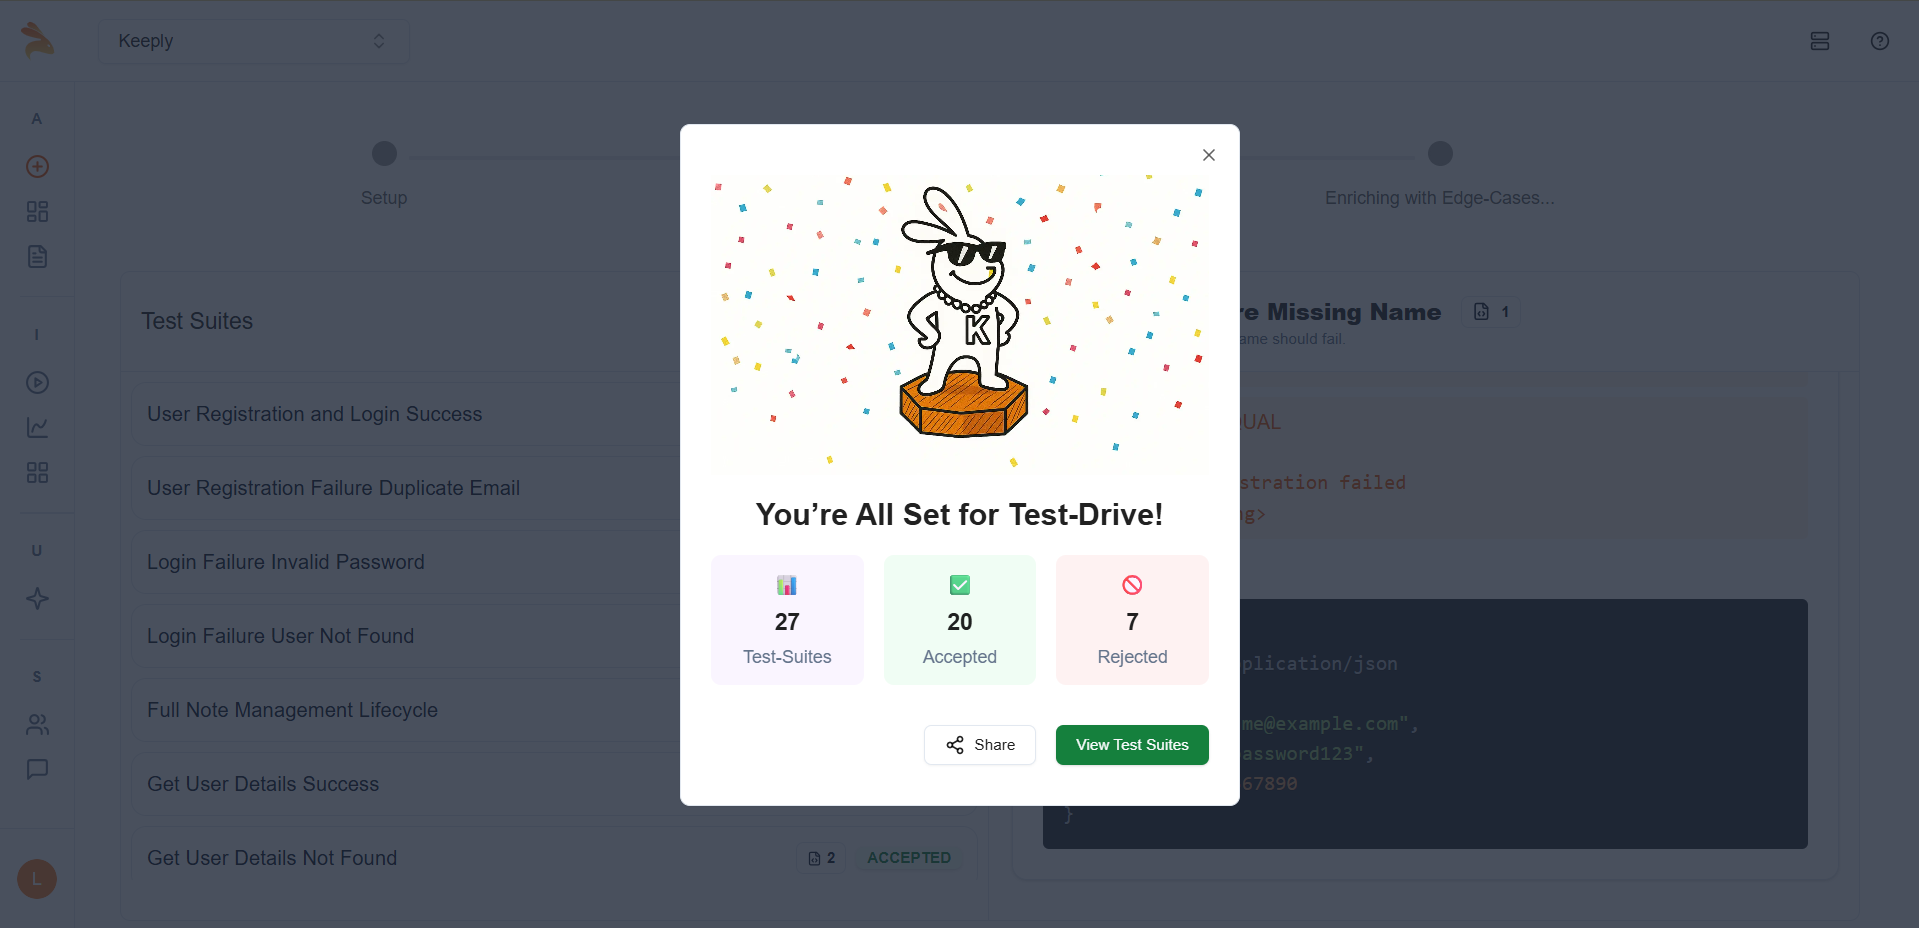 Keeply
A
I
U
S
L
Setup
Enriching with Edge-Cases...
Test Suites
User Registration and Login Success
User Registration Failure Duplicate Email
Login Failure Invalid Password
Login Failure User Not Found
Full Note Management Lifecycle
Get User Details Success
Get User Details Not Found
2
ACCEPTED
re Missing Name
1
ame should fail.
QUAL
stration failed
ng>
plication/json
me@example.com",
assword123",
67890
}
K
You’re All Set for Test-Drive!
27
Test-Suites
20
Accepted
7
Rejected
Share
View Test Suites